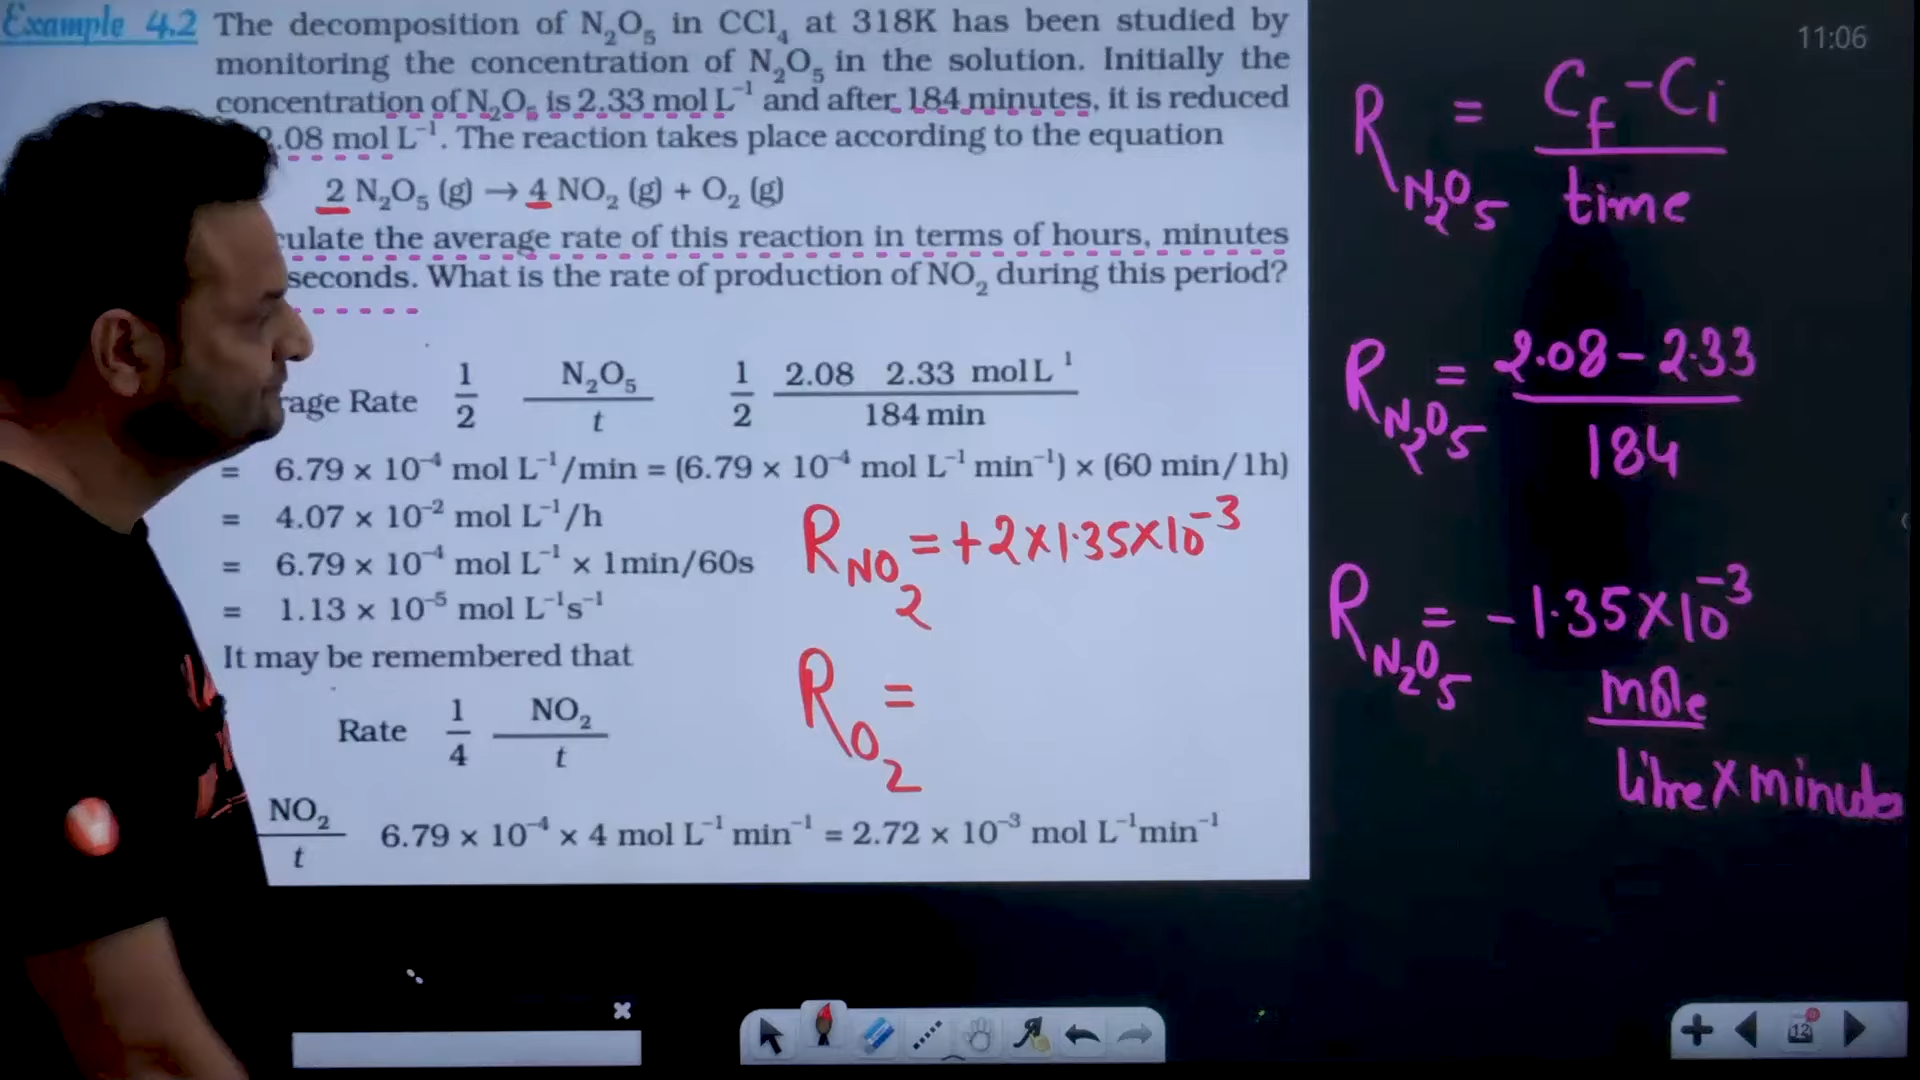 Example 4.2 The decomposition of N₂O₅ in CCl₄ at 318K has been studied by
monitoring the concentration of N₂O₅ in the solution. Initially the
concentration of N₂O₅ is 2.33 mol L⁻¹ and after 184 minutes, it is reduced
.08 mol L⁻¹. The reaction takes place according to the equation
2 N₂O₅ (g) → 4 NO₂ (g) + O₂ (g)
culate the average rate of this reaction in terms of hours, minutes
seconds. What is the rate of production of NO₂ during this period?
rage Rate 1/2 N₂O₅/t 1/2 2.08 2.33 mol L ¹/184 min
= 6.79 × 10⁻⁴ mol L⁻¹/min = (6.79 × 10⁻⁴ mol L⁻¹ min⁻¹) × (60 min/1h)
= 4.07 × 10⁻² mol L⁻¹/h
= 6.79 × 10⁻⁴ mol L⁻¹ × 1min/60s
= 1.13 × 10⁻⁵ mol L⁻¹s⁻¹
It may be remembered that
Rate 1/4 NO₂/t
NO₂/t 6.79 × 10⁻⁴ × 4 mol L⁻¹ min⁻¹ = 2.72 × 10⁻³ mol L⁻¹min⁻¹
R NO₂ = +2×1.35×10⁻³
R O₂ =
11:06
R N₂O₅ = Cf - Ci / time
R N₂O₅ = 2.08 - 2.33 / 184
R N₂O₅ = -1.35×10⁻³
mole
litre × minutes
12